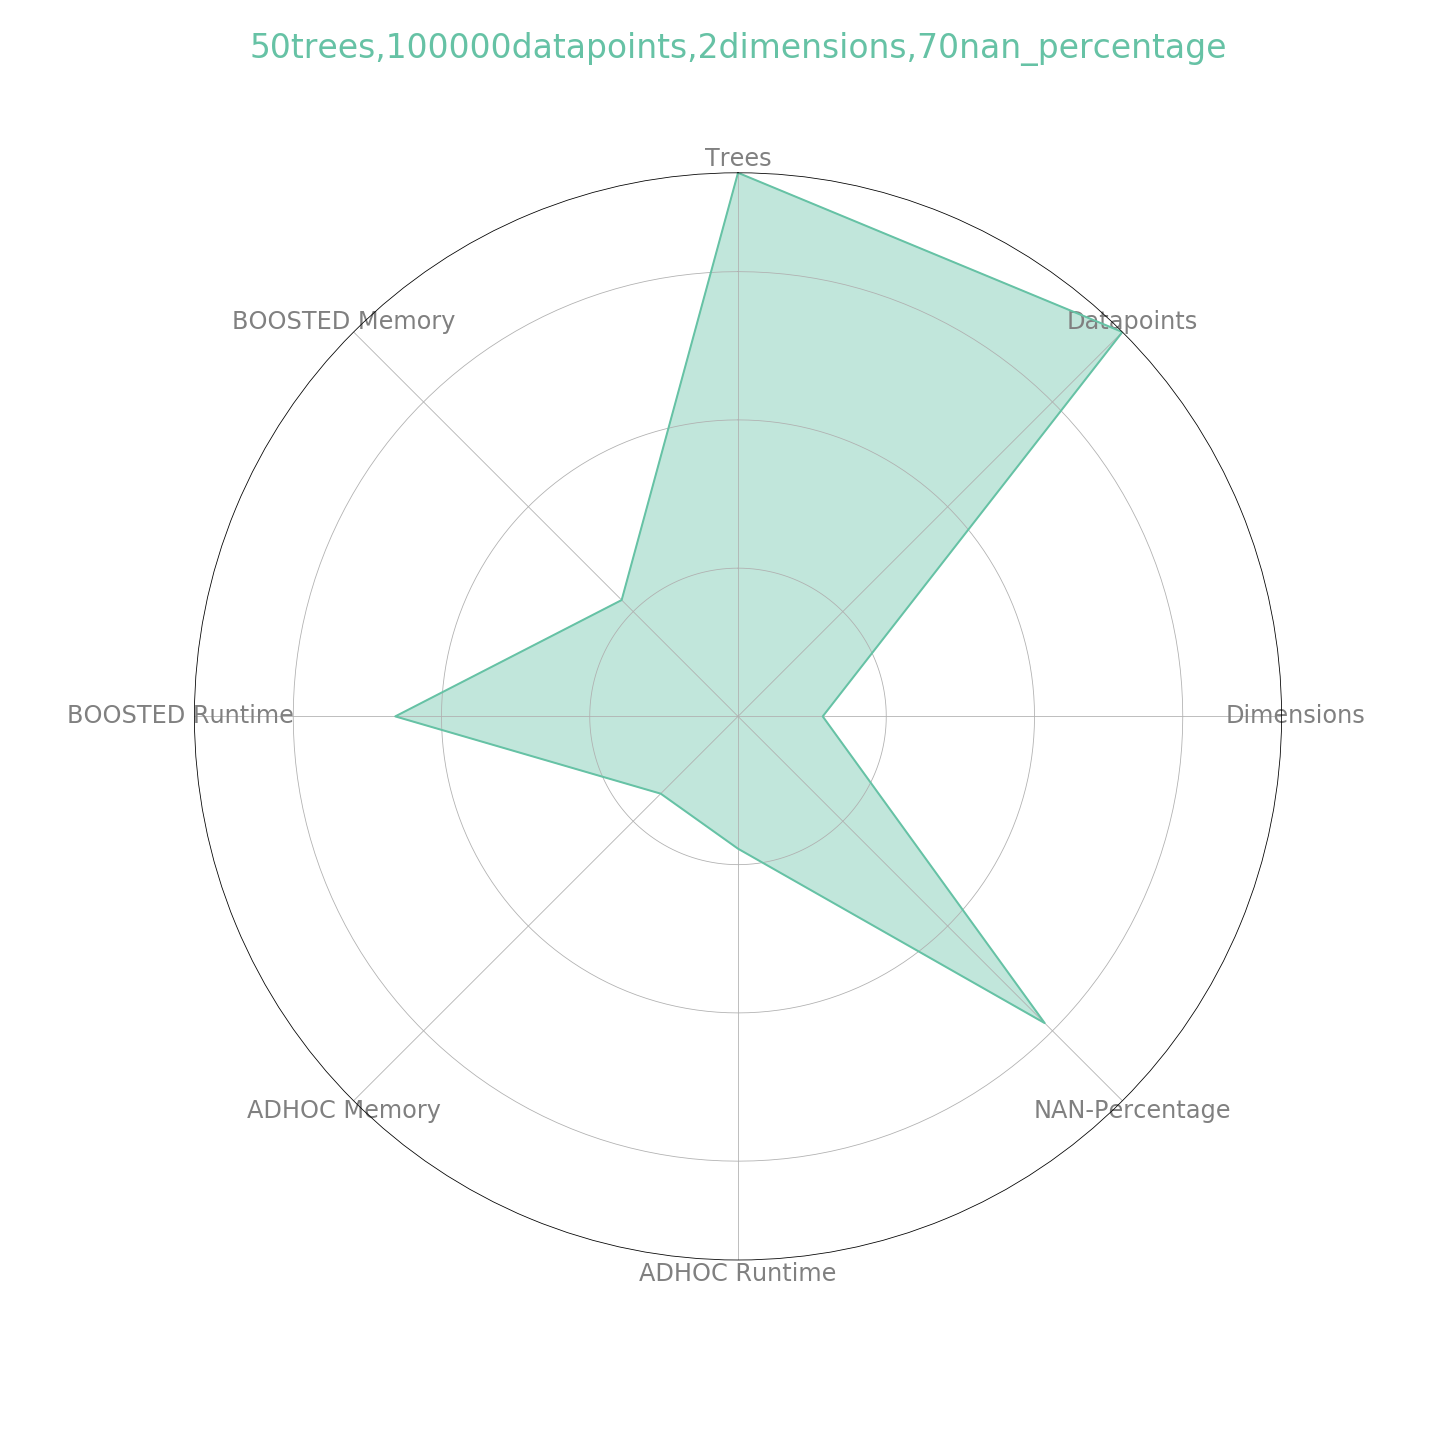 50trees,100000datapoints,2dimensions,70nan_percentage
Trees
BOOSTED Memory
Datapoints
BOOSTED Runtime
Dimensions
ADHOC Memory
NAN-Percentage
ADHOC Runtime